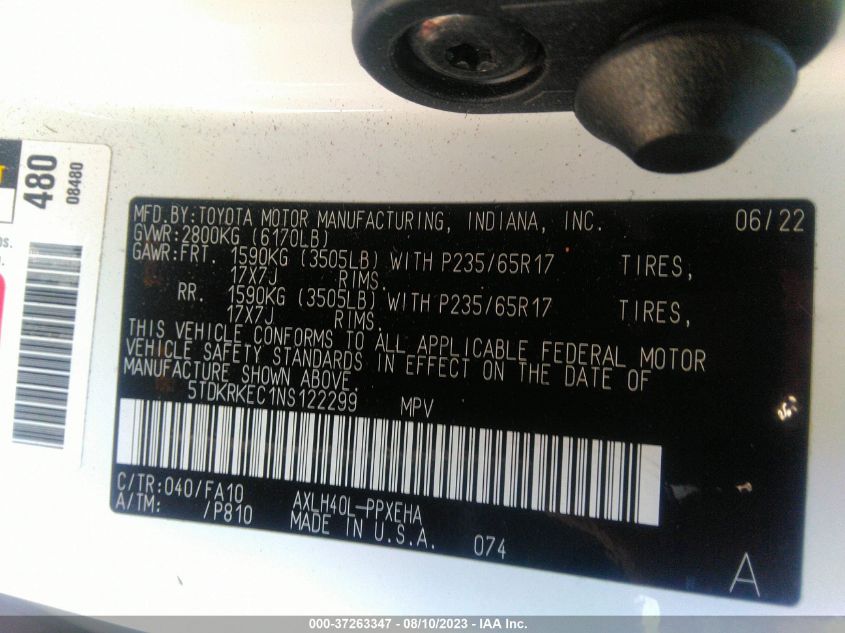 480
08480
MFD.BY:TOYOTA MOTOR MANUFACTURING, INDIANA, INC. 06/22
GVWR:2800KG (6170LB)
GAWR:FRT. 1590KG (3505LB) WITH P235/65R17 TIRES,
17X7J RIMS.
RR. 1590KG (3505LB) WITH P235/65R17 TIRES,
17X7J RIMS.
THIS VEHICLE CONFORMS TO ALL APPLICABLE FEDERAL MOTOR
VEHICLE SAFETY STANDARDS IN EFFECT ON THE DATE OF
MANUFACTURE SHOWN ABOVE.
5TDKRKEC1NS122299 MPV
C/TR:040/FA10 AXLH40L-PPXEHA
A/TM: /P810 MADE IN U.S.A. 074
A
000-37263347 - 08/10/2023 - IAA Inc.